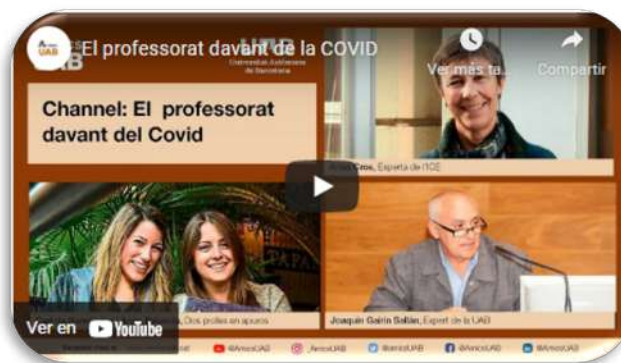 El professorat davant de la COVID
UAB
UAB
Universitat Autònoma
de Barcelona
Ver más ta...
Compartir
Channel: El professorat
davant del Covid
Cros, Experta de l'ICE
Dos profes en apuros
Joaquín Gairín Sallán, Expert de la UAB
Ver en YouTube
@AmicsUAB
_AmicsUAB
@amicsUAB
@AmicsUAB
@AmicsUAB